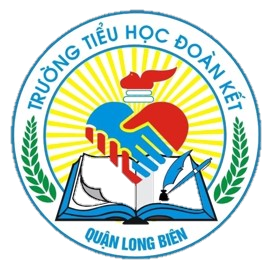 TRƯỜNG TIỂU HỌC ĐOÀN KẾT
QUẬN LONG BIÊN